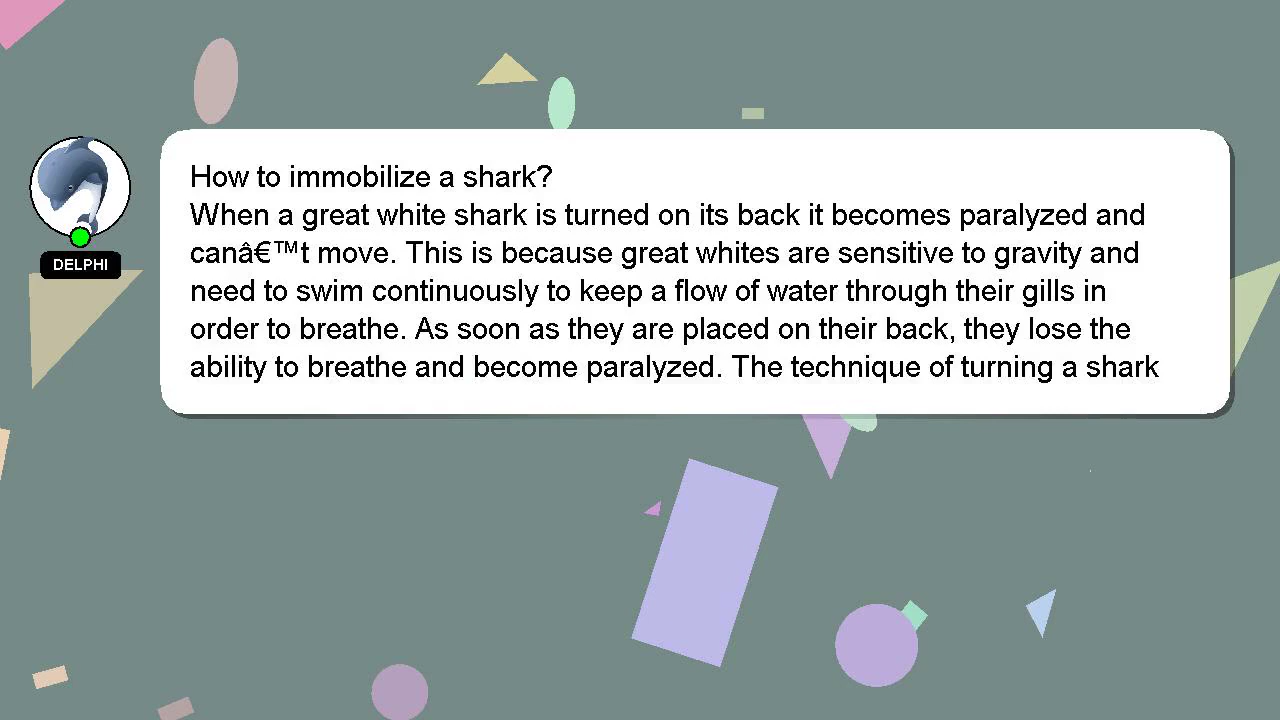 How to immobilize a shark?
When a great white shark is turned on its back it becomes paralyzed and
canâ€™t move. This is because great whites are sensitive to gravity and
need to swim continuously to keep a flow of water through their gills in
order to breathe. As soon as they are placed on their back, they lose the
ability to breathe and become paralyzed. The technique of turning a shark
DELPHI